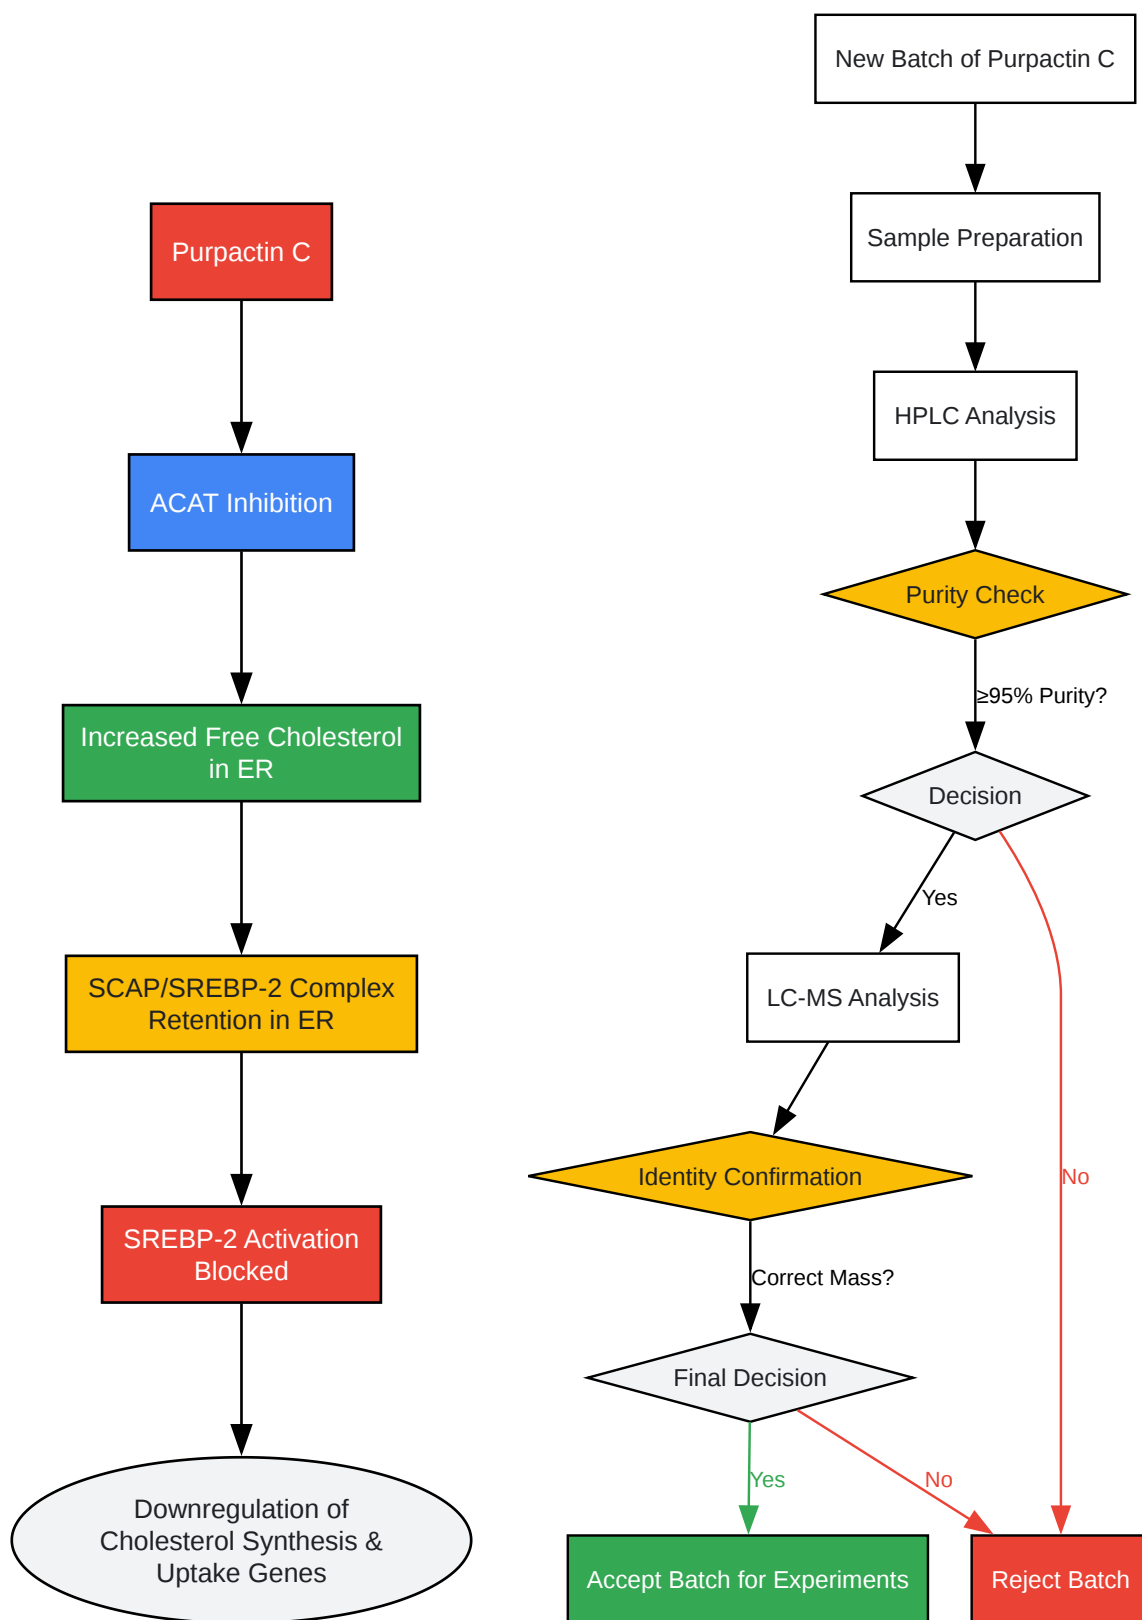 Purpactin C
ACAT Inhibition
Increased Free Cholesterol
in ER
SCAP/SREBP-2 Complex
Retention in ER
SREBP-2 Activation
Blocked
Downregulation of
Cholesterol Synthesis &
Uptake Genes
New Batch of Purpactin C
Sample Preparation
HPLC Analysis
Purity Check
≥95% Purity?
Decision
Yes
LC-MS Analysis
Identity Confirmation
No
Correct Mass?
Final Decision
Yes
No
Accept Batch for Experiments
Reject Batch